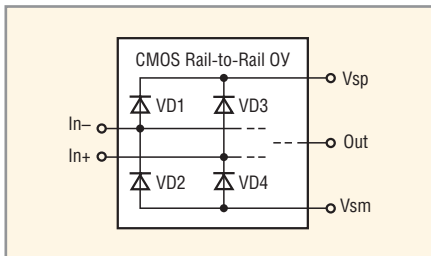 CMOS Rail-to-Rail ОУ
Vsp
VD1
VD3
In–
Out
In+
VD2
VD4
Vsm